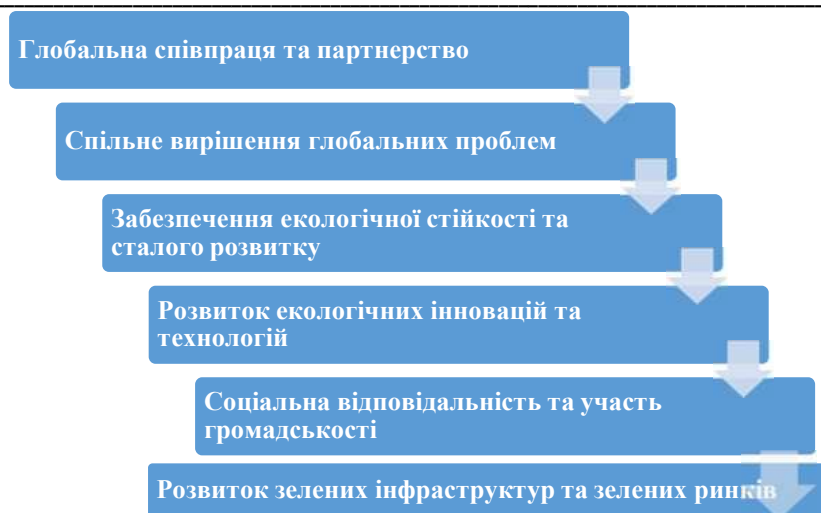 Глобальна співпраця та партнерство
Спільне вирішення глобальних проблем
Забезпечення екологічної стійкості та
сталого розвитку
Розвиток екологічних інновацій та
технологій
Соціальна відповідальність та участь
громадськості
Розвиток зелених інфраструктур та зелених ринків